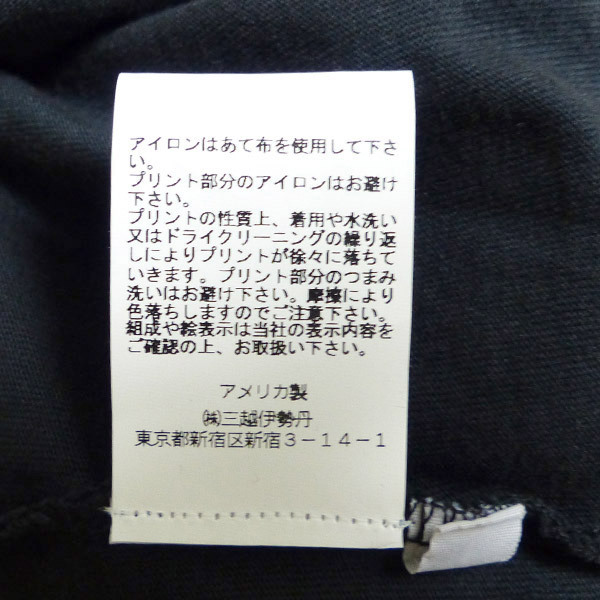 アイロンはあて布を使用して下さ
い。
プリント部分のアイロンはお避け
下さい。
プリントの性質上、着用や水洗い
又はドライクリーニングの繰り返
しによりプリントが徐々に落ちて
いきます。プリント部分のつまみ
洗いはお避け下さい。摩擦により
色落ちしますのでご注意下さい。
組成や絵表示は当社の表示内容を
ご確認の上、お取扱い下さい。
アメリカ製
㈱三越伊勢丹
東京都新宿区新宿3-14-1